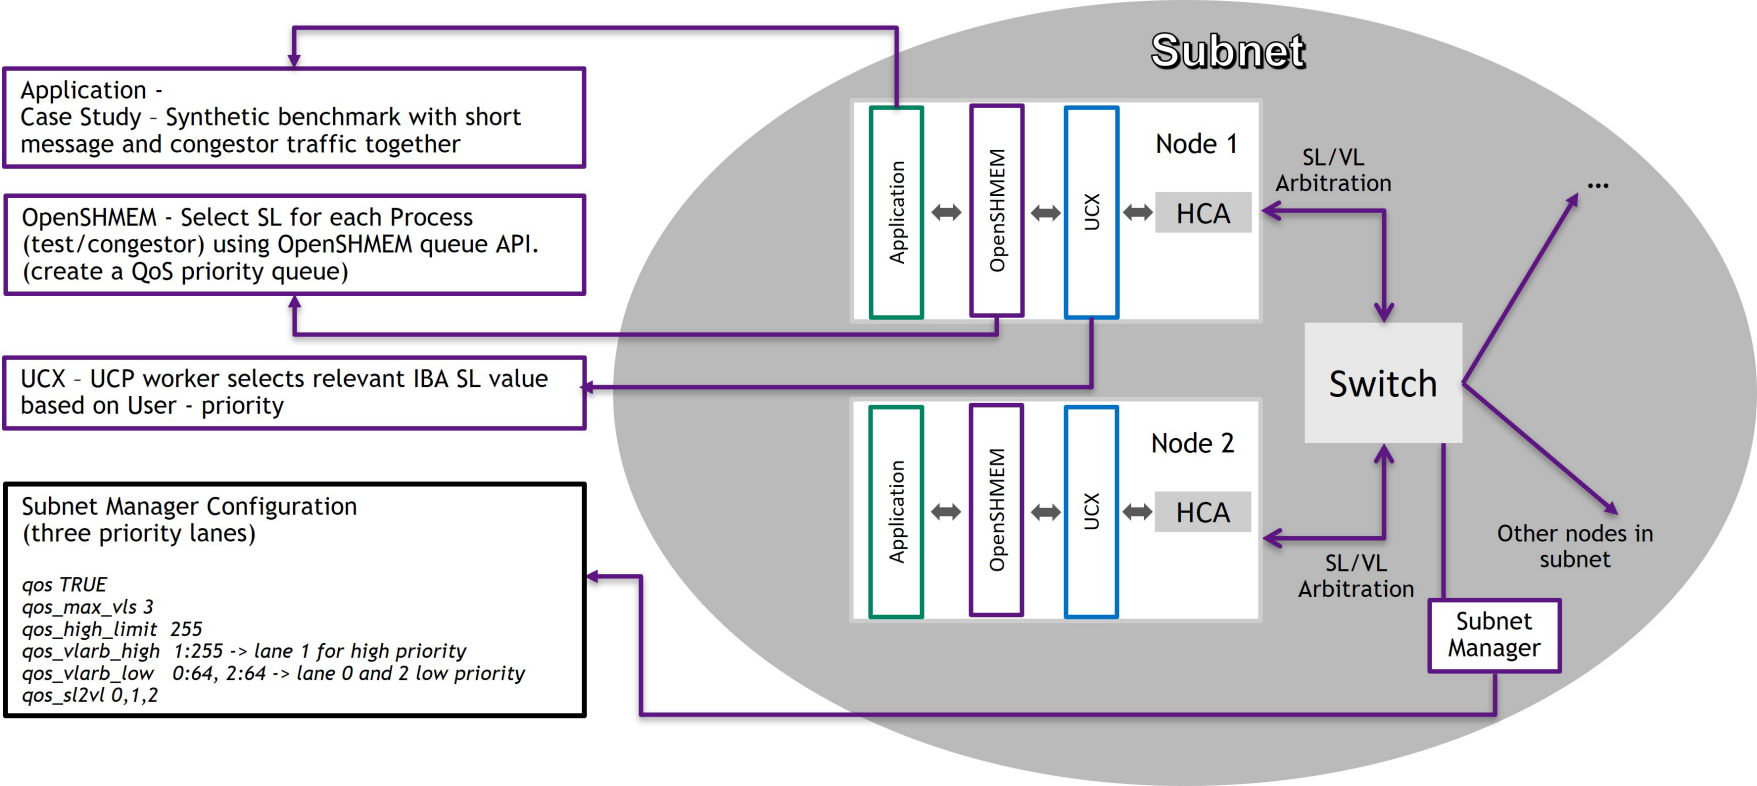 Subnet
Application -
Case Study – Synthetic benchmark with short
message and congestor traffic together
OpenSHMEM - Select SL for each Process
(test/congestor) using OpenSHMEM queue API.
(create a QoS priority queue)
UCX – UCP worker selects relevant IBA SL value
based on User - priority
Subnet Manager Configuration
(three priority lanes)
qos TRUE
qos_max_vls 3
qos_high_limit 255
qos_vlarb_high 1:255 -> lane 1 for high priority
qos_vlarb_low 0:64, 2:64 -> lane 0 and 2 low priority
qos_sl2vl 0,1,2
Application
OpenSHMEM
UCX
Node 1
HCA
SL/VL
Arbitration
...
Switch
Application
OpenSHMEM
UCX
Node 2
HCA
SL/VL
Arbitration
Other nodes in
subnet
Subnet
Manager